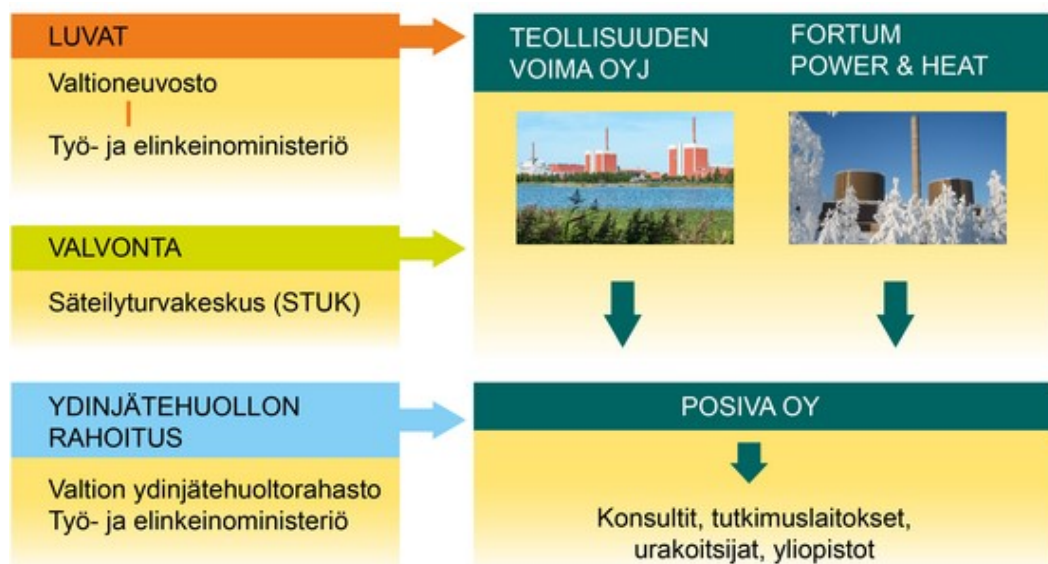 LUVAT
Valtioneuvosto
Työ- ja elinkeinoministeriö
VALVONTA
Säteilyturvakeskus (STUK)
YDINJÄTEHUOLLON
RAHOITUS
Valtion ydinjätehuoltorahasto
Työ- ja elinkeinoministeriö
TEOLLISUUDEN
VOIMA OYJ
FORTUM
POWER & HEAT
POSIVA OY
Konsultit, tutkimuslaitokset,
urakoitsijat, yliopistot